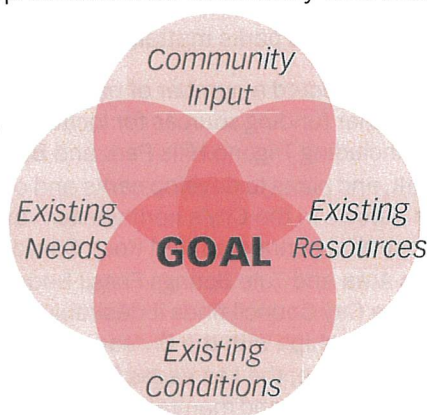 Community
Input
Existing
Needs
GOAL
Existing
Resources
Existing
Conditions